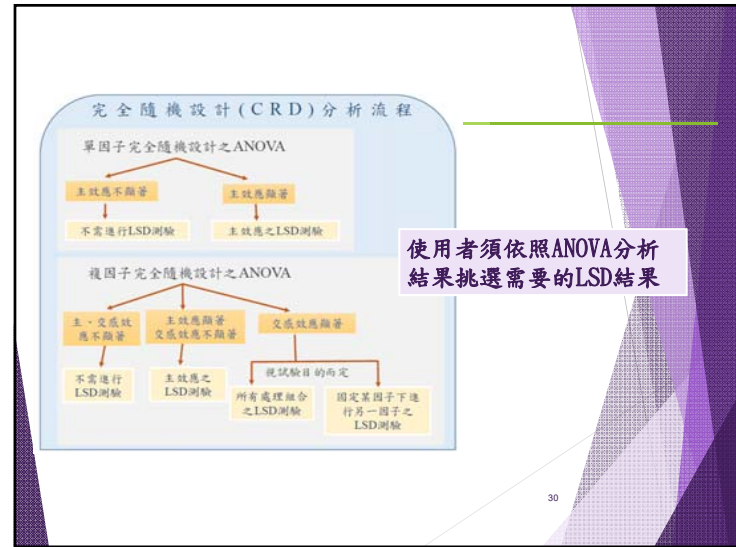 完全隨機設計(CRD)分析流程
單因子完全隨機設計之ANOVA
主效應不顯著
主效應顯著
不需進行LSD測驗
主效應之LSD測驗
使用者須依照ANOVA分析
結果挑選需要的LSD結果
複因子完全隨機設計之ANOVA
主、交感效
應不顯著
主效應顯著
交感效應不顯著
交感效應顯著
視試驗目的而定
不需進行
LSD測驗
主效應之
LSD測驗
所有處理組合
之LSD測驗
固定某因子下進
行另一因子之
LSD測驗
30